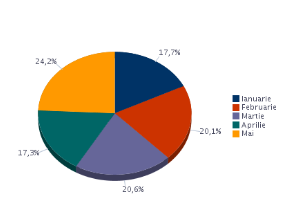 17,7%
24,2%
Ianuarie
Februarie
Martie
Aprilie
Mai
20,1%
17,3%
20,6%